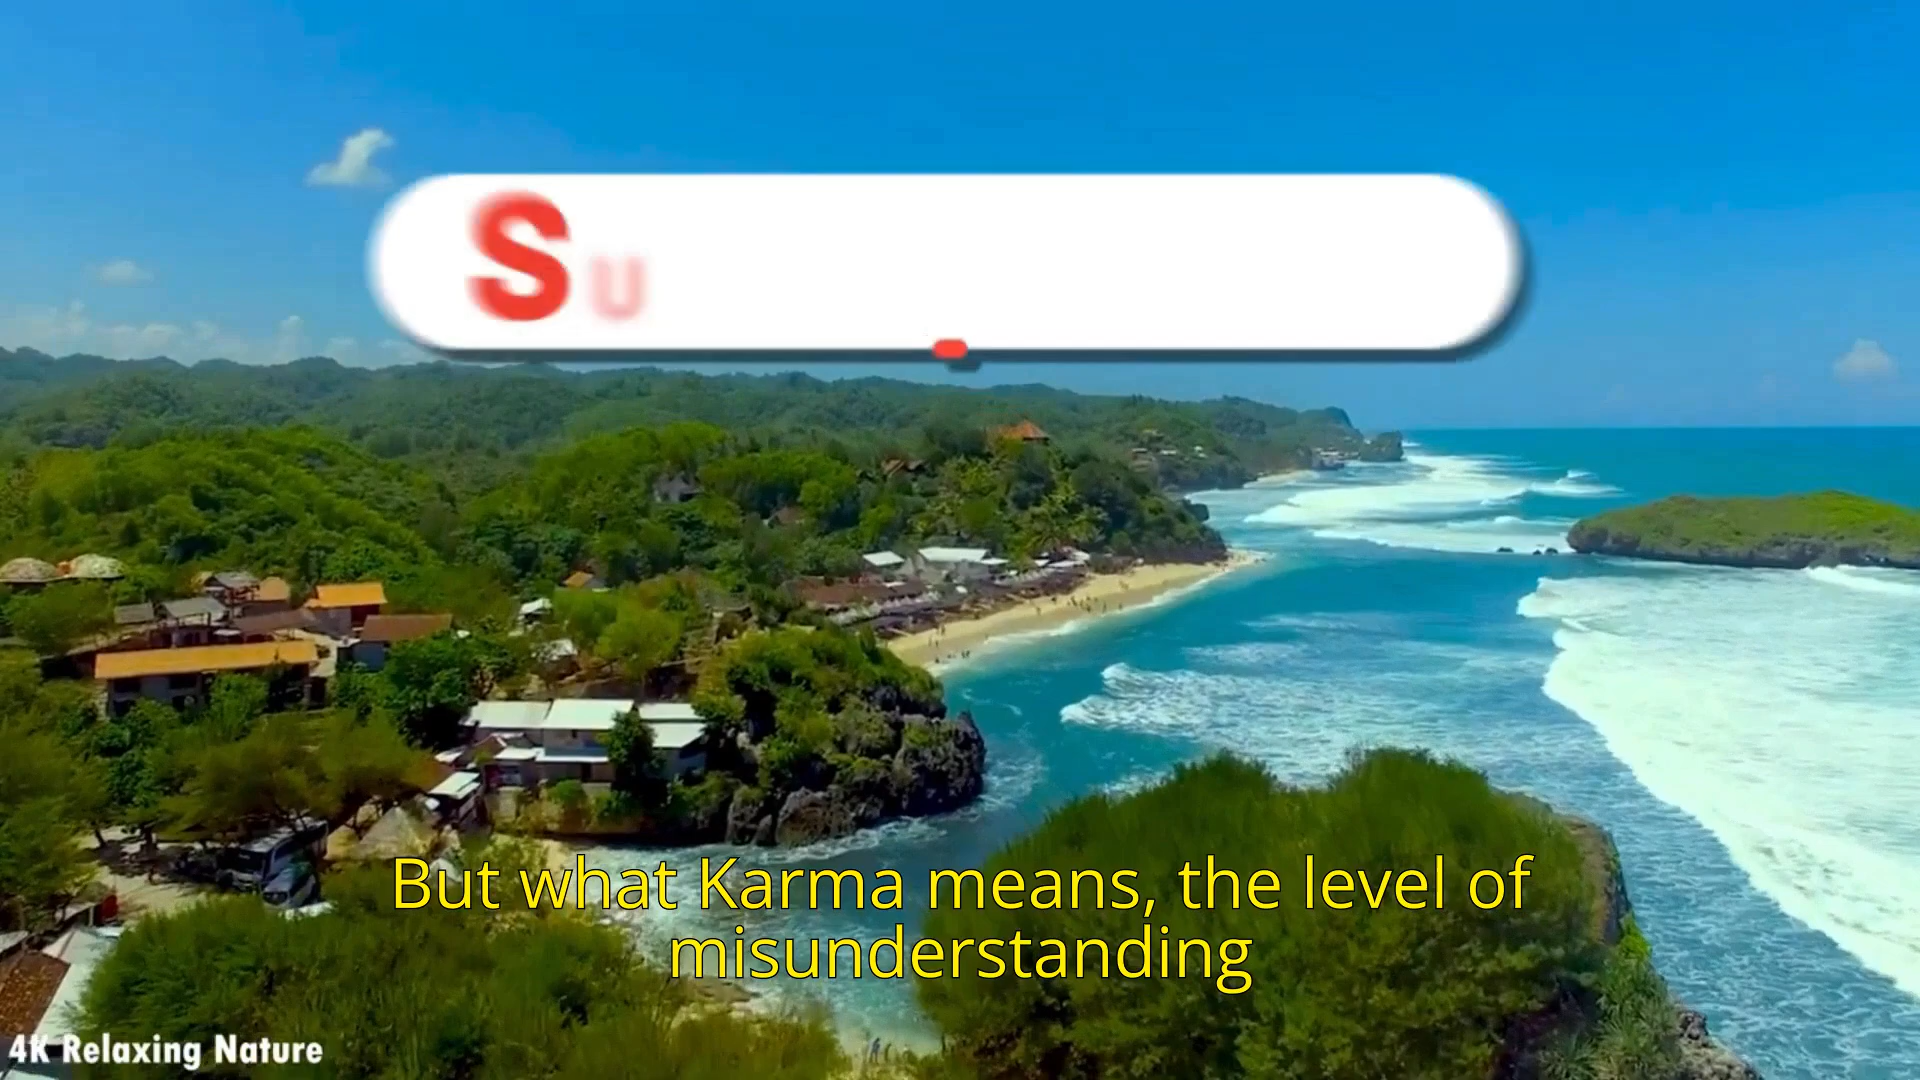 Su
But what Karma means, the level of
misunderstanding
4K Relaxing Nature